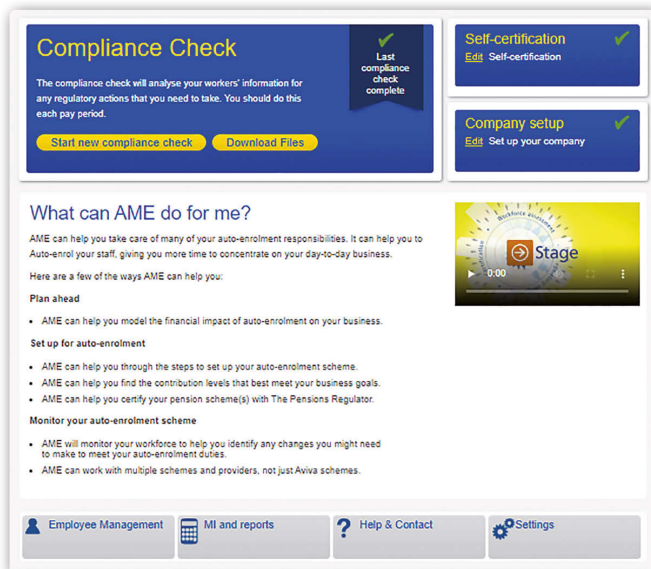 Compliance Check
The compliance check will analyse your workers' information for
any regulatory actions that you need to take. You should do this
each pay period.
Start new compliance check
Download Files
Last
compliance
check
complete
Self-certification
Edit Self-certification
Company setup
Edit Set up your company
What can AME do for me?
AME can help you take care of many of your auto-enrolment responsibilities. It can help you to
Auto-enrol your staff, giving you more time to concentrate on your day-to-day business.
Here are a few of the ways AME can help you:
Plan ahead
• AME can help you model the financial impact of auto-enrolment on your business.
Set up for auto-enrolment
• AME can help you through the steps to set up your auto-enrolment scheme.
• AME can help you find the contribution levels that best meet your business goals.
• AME can help you certify your pension scheme(s) with The Pensions Regulator.
Monitor your auto-enrolment scheme
• AME will monitor your workforce to help you identify any changes you might need
to make to meet your auto-enrolment duties.
• AME can work with multiple schemes and providers, not just Aviva schemes.
Workforce assessment
Stage
0:00
Employee Management
MI and reports
Help & Contact
Settings